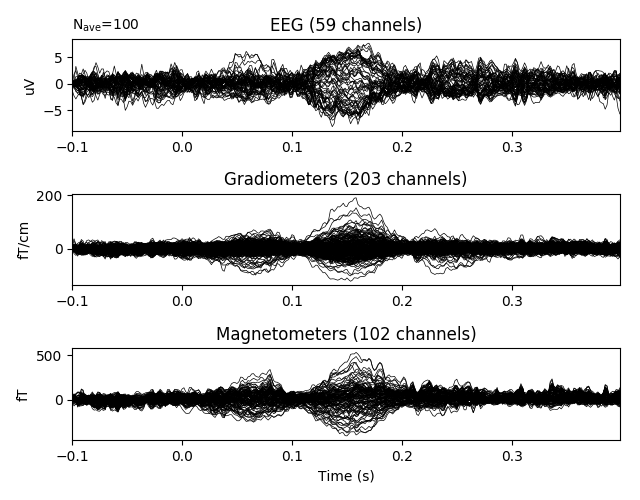 N_ave=100
EEG (59 channels)
uV
5
0
−5
−0.1 0.0 0.1 0.2 0.3
Gradiometers (203 channels)
fT/cm
200
0
−0.1 0.0 0.1 0.2 0.3
Magnetometers (102 channels)
fT
500
0
−0.1 0.0 0.1 0.2 0.3
Time (s)